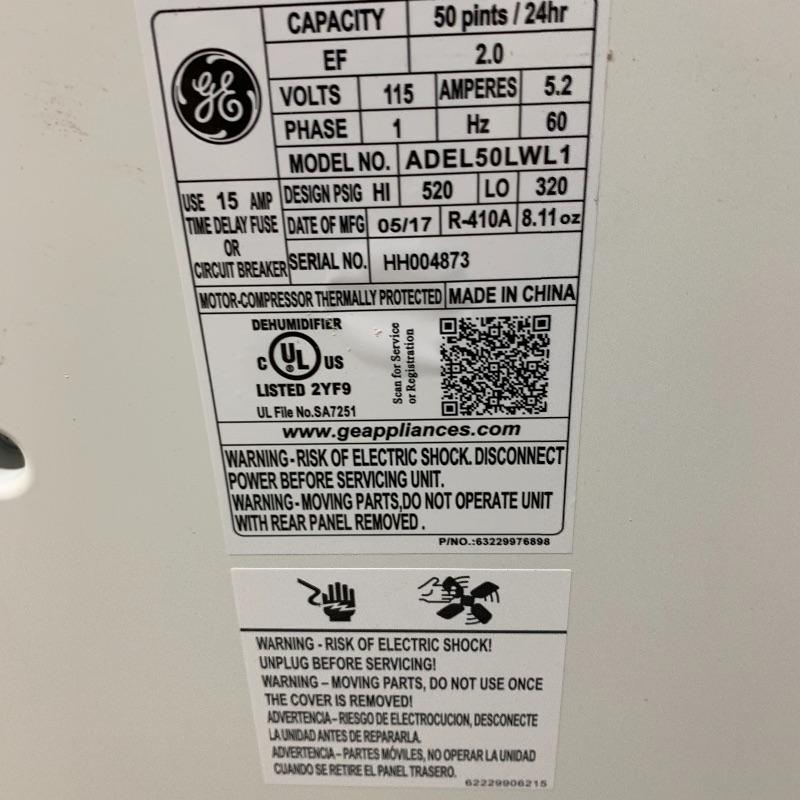 CAPACITY 50 pints / 24hr
GE
EF 2.0
VOLTS 115 AMPERES 5.2
PHASE 1 Hz 60
MODEL NO. ADEL50LWL1
USE 15 AMP
TIME DELAY FUSE
OR
CIRCUIT BREAKER
DESIGN PSIG HI 520 LO 320
DATE OF MFG 05/17 R-410A 8.11 oz
SERIAL NO. HH004873
MOTOR-COMPRESSOR THERMALLY PROTECTED MADE IN CHINA
DEHUMIDIFIER
C UL US
®
LISTED 2YF9
UL File No.SA7251
Scan for Service
or Registration
www.geappliances.com
WARNING-RISK OF ELECTRIC SHOCK. DISCONNECT
POWER BEFORE SERVICING UNIT.
WARNING-MOVING PARTS,DO NOT OPERATE UNIT
WITH REAR PANEL REMOVED .
P/NO.:63229976898
WARNING - RISK OF ELECTRIC SHOCK!
UNPLUG BEFORE SERVICING!
WARNING – MOVING PARTS, DO NOT USE ONCE
THE COVER IS REMOVED!
ADVERTENCIA – RIESGO DE ELECTROCUCION, DESCONECTE
LA UNIDAD ANTES DE REPARARLA.
ADVERTENCIA – PARTES MÓVILES, NO OPERAR LA UNIDAD
CUANDO SE RETIRE EL PANEL TRASERO.
62229906215